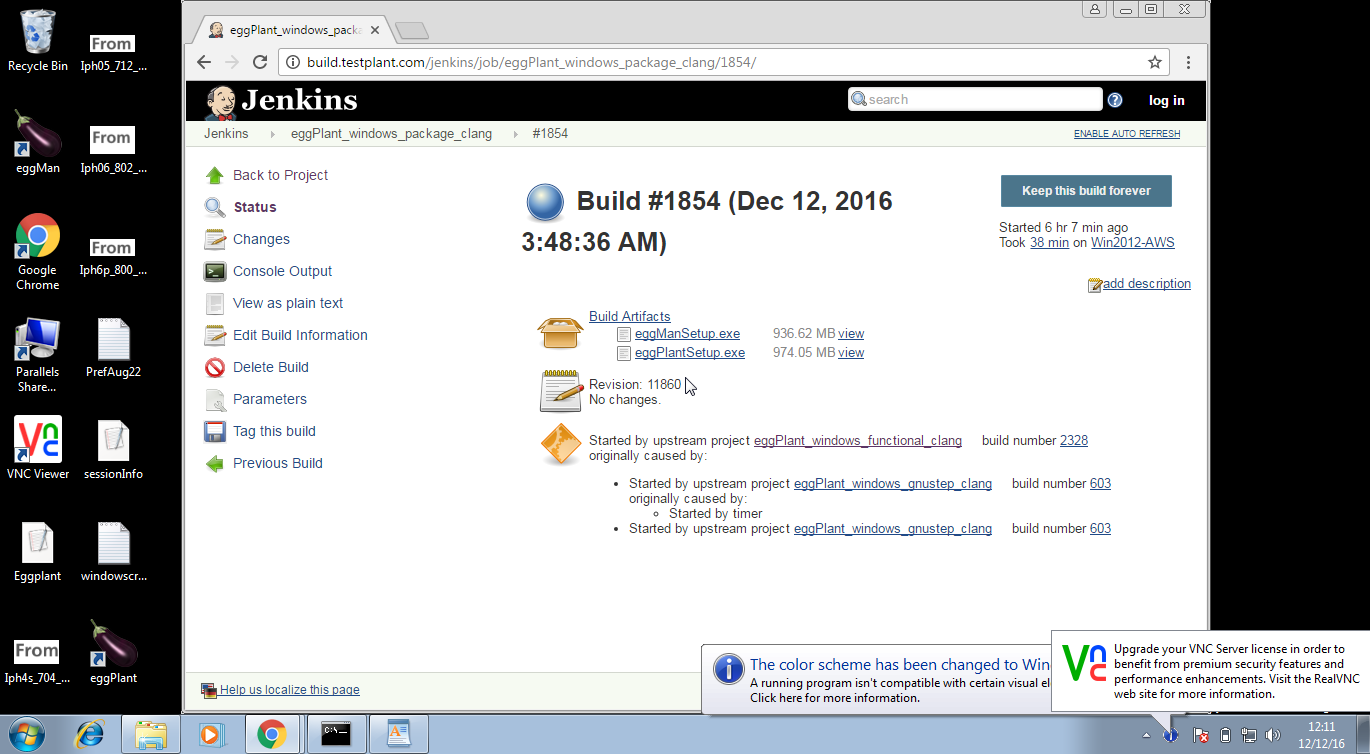 Recycle Bin
From
Iph05_712_...
eggMan
From
Iph06_802_...
Google
Chrome
From
Iph6p_800_...
Parallels
Share...
PrefAug22
VNC Viewer
sessionInfo
Eggplant
windowscr...
From
Iph4s_704_...
eggPlant
eggPlant_windows_packa
build.testplant.com/jenkins/job/eggPlant_windows_package_clang/1854/
Jenkins
search
log in
Jenkins
eggPlant_windows_package_clang
#1854
ENABLE AUTO REFRESH
Back to Project
Status
Changes
Console Output
View as plain text
Edit Build Information
Delete Build
Parameters
Tag this build
Previous Build
Build #1854 (Dec 12, 2016
3:48:36 AM)
Keep this build forever
Started 6 hr 7 min ago
Took 38 min on Win2012-AWS
add description
Build Artifacts
eggManSetup.exe 936.62 MB view
eggPlantSetup.exe 974.05 MB view
Revision: 11860
No changes.
Started by upstream project eggPlant_windows_functional_clang build number 2328
originally caused by:
• Started by upstream project eggPlant_windows_gnustep_clang build number 603
originally caused by:
Started by timer
• Started by upstream project eggPlant_windows_gnustep_clang build number 603
Help us localize this page
The color scheme has been changed to Win
A running program isn't compatible with certain visual el
Click here for more information.
VNC
Upgrade your VNC Server license in order to
benefit from premium security features and
performance enhancements. Visit the RealVNC
web site for more information.
C:\_
12:11
12/12/16